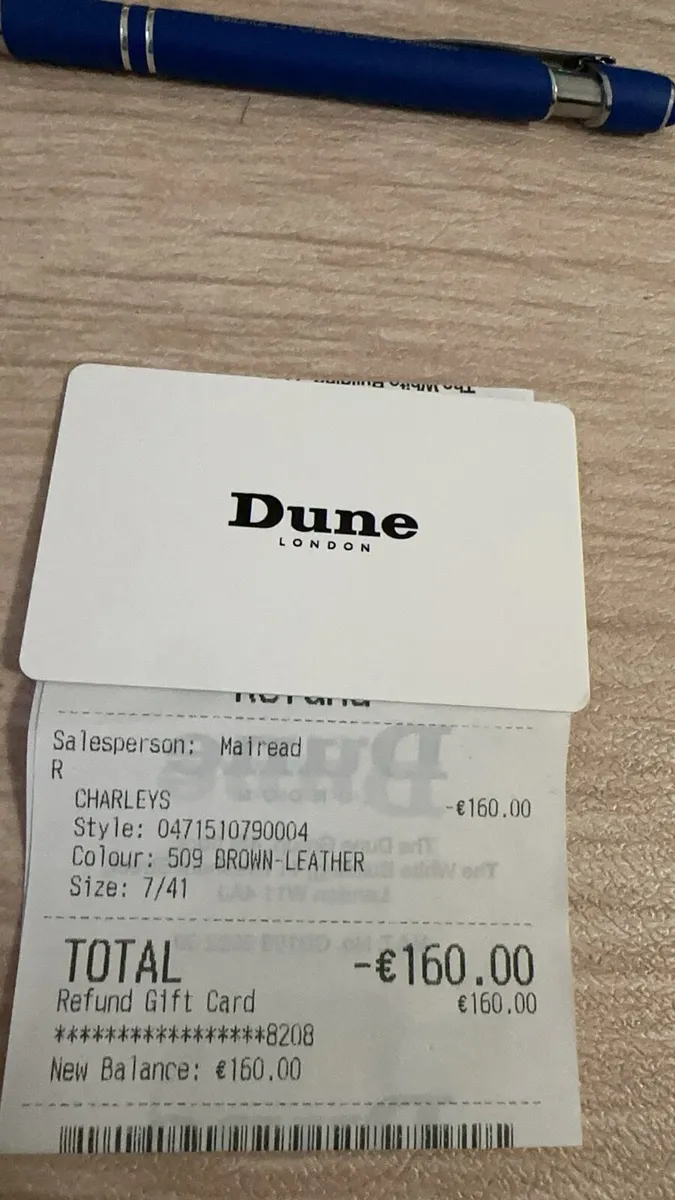 Dune
LONDON
Refund
Salesperson: Mairead
R
CHARLEYS -€160.00
Style: 0471510790004
Colour: 509 BROWN-LEATHER
Size: 7/41
TOTAL -€160.00
Refund Gift Card €160.00
*****************8208
New Balance: €160.00